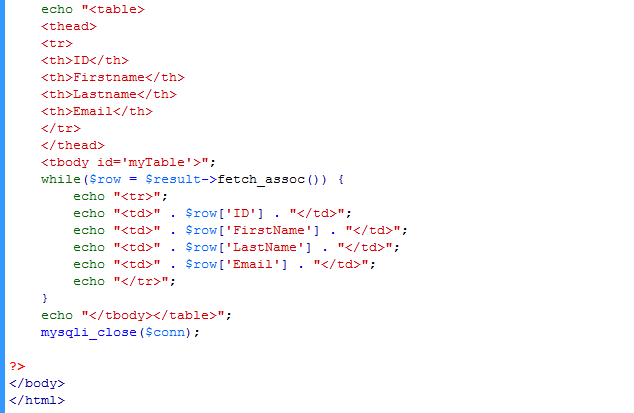 echo "<table>
<thead>
<tr>
<th>ID</th>
<th>Firstname</th>
<th>Lastname</th>
<th>Email</th>
</tr>
</thead>
<tbody id='myTable'>";
while($row = $result->fetch_assoc()) {
echo "<tr>";
echo "<td>" . $row['ID'] . "</td>";
echo "<td>" . $row['FirstName'] . "</td>";
echo "<td>" . $row['LastName'] . "</td>";
echo "<td>" . $row['Email'] . "</td>";
echo "</tr>";
}
echo "</tbody></table>";
mysqli_close($conn);
?>
</body>
</html>